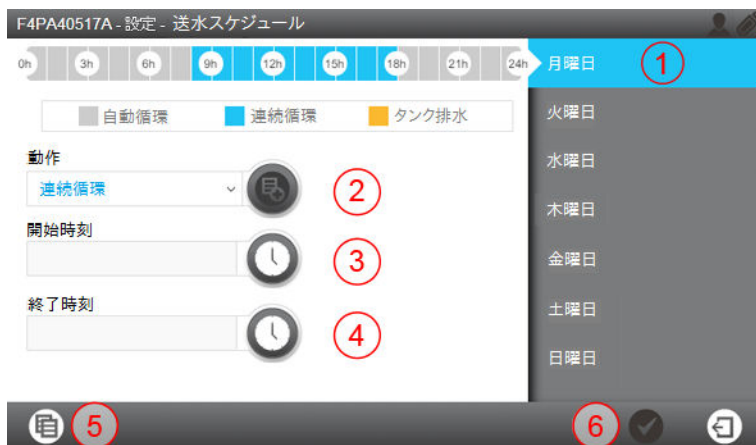 F4PA40517A - 設定 - 送水スケジュール
0h 3h 6h 9h 12h 15h 18h 21h 24h
自動循環 連続循環 タンク排水
動作
連続循環
2
開始時刻
3
終了時刻
4
月曜日 1
火曜日
水曜日
木曜日
金曜日
土曜日
日曜日
5
6